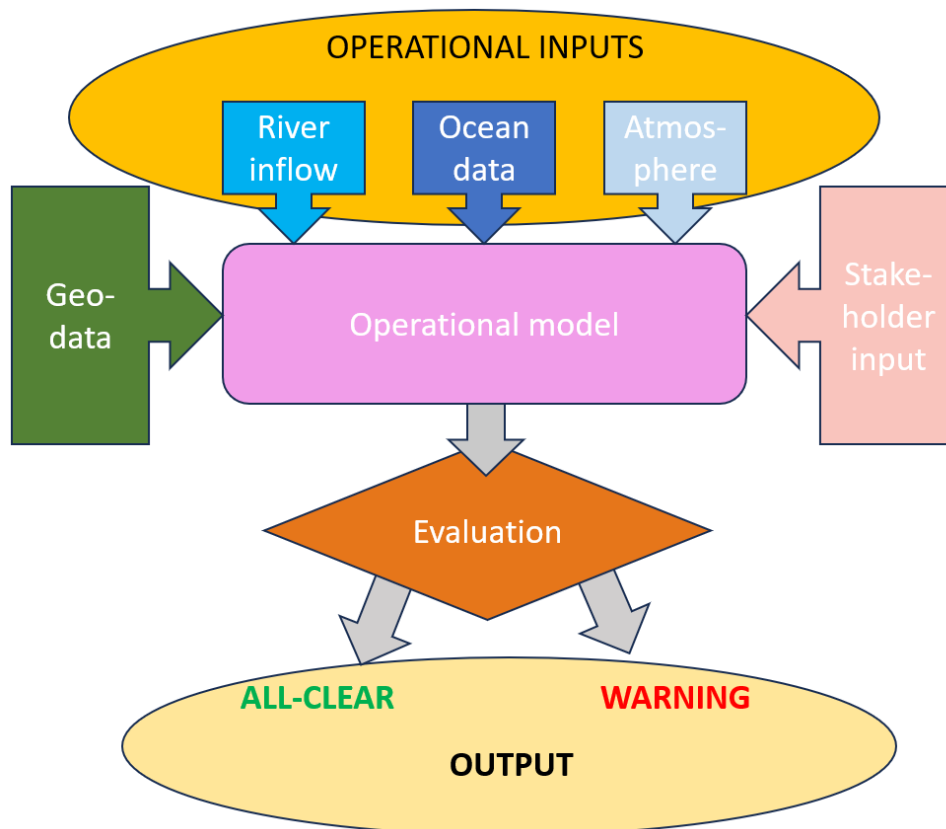 OPERATIONAL INPUTS
River
inflow
Ocean
data
Atmos-
phere
Geo-
data
Operational model
Stake-
holder
input
Evaluation
ALL-CLEAR
WARNING
OUTPUT